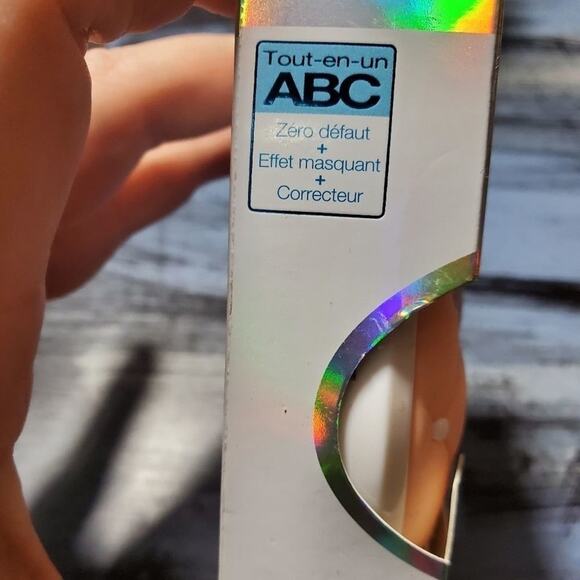 Tout-en-un
ABC
Zéro défaut
+
Effet masquant
+
Correcteur